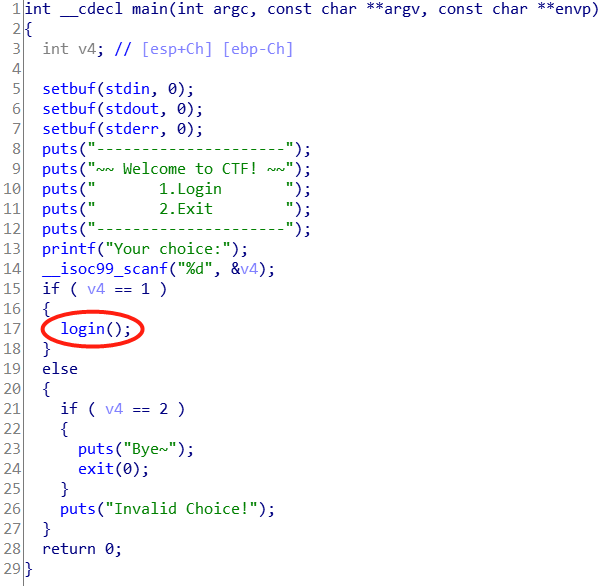 1 int __cdecl main(int argc, const char **argv, const char **envp)
2 {
3   int v4; // [esp+Ch] [ebp-Ch]
4
5   setbuf(stdin, 0);
6   setbuf(stdout, 0);
7   setbuf(stderr, 0);
8   puts("---------------------");
9   puts("~~ Welcome to CTF! ~~");
10   puts("       1.Login       ");
11   puts("       2.Exit        ");
12   puts("---------------------");
13   printf("Your choice:");
14   __isoc99_scanf("%d", &v4);
15   if ( v4 == 1 )
16   {
17     login();
18   }
19   else
20   {
21     if ( v4 == 2 )
22     {
23       puts("Bye~");
24       exit(0);
25     }
26     puts("Invalid Choice!");
27   }
28   return 0;
29 }